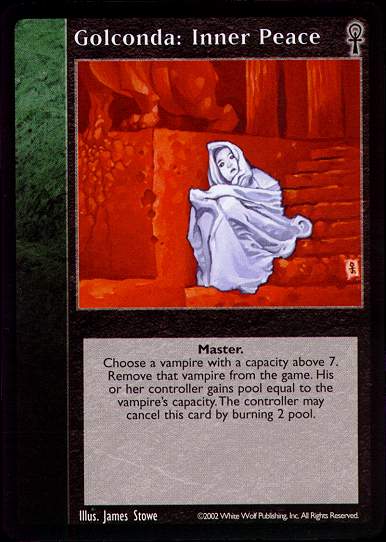 Golconda: Inner Peace
Master.
Choose a vampire with a capacity above 7.
Remove that vampire from the game. His
or her controller gains pool equal to the
vampire's capacity. The controller may
cancel this card by burning 2 pool.
Illus. James Stowe
©2002 White Wolf Publishing, Inc. All Rights Reserved.